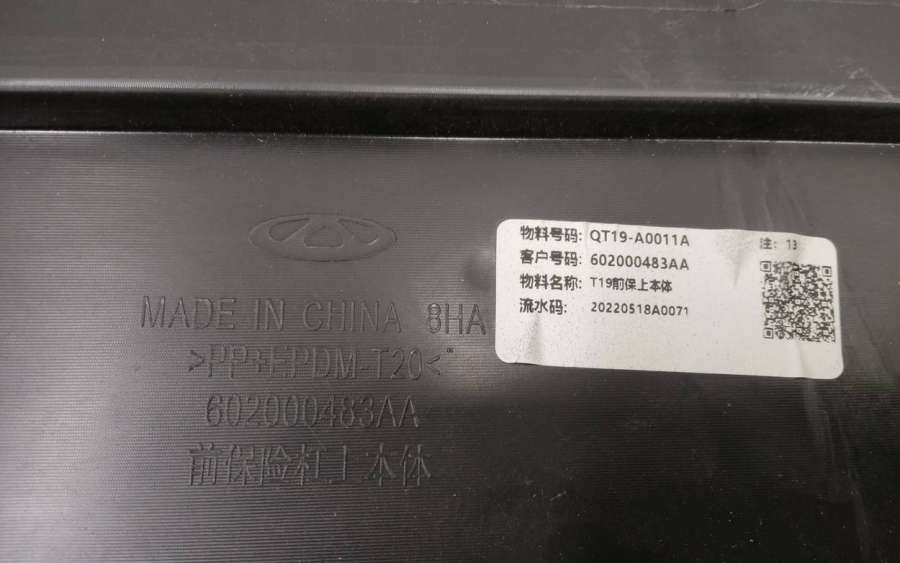 MADE IN CHINA 8HA
>PP+EPDM-T20<
602000483AA
前保险杠上本体
物料号码: QT19-A0011A
客户号码: 602000483AA
物料名称: T19前保上本体
流水码: 20220518A0071
注: 13